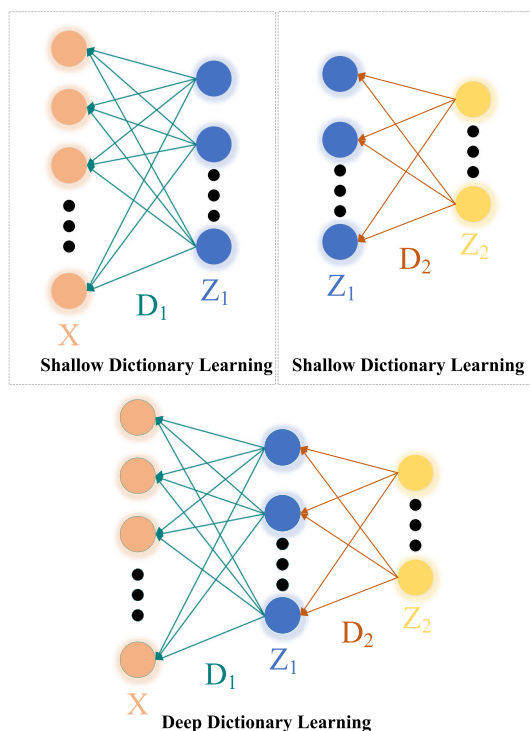 D1
Z1
X
Shallow Dictionary Learning
D2
Z2
Z1
Shallow Dictionary Learning
D2
Z2
Z1
D1
X
Deep Dictionary Learning